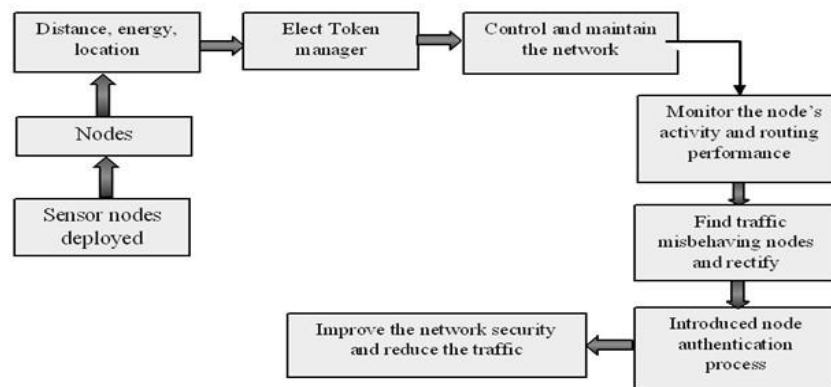 Distance, energy,
location
Elect Token
manager
Control and maintain
the network
Nodes
Monitor the node's
activity and routing
performance
Sensor nodes
deployed
Find traffic
misbehaving nodes
and rectify
Improve the network security
and reduce the traffic
Introduced node
authentication
process